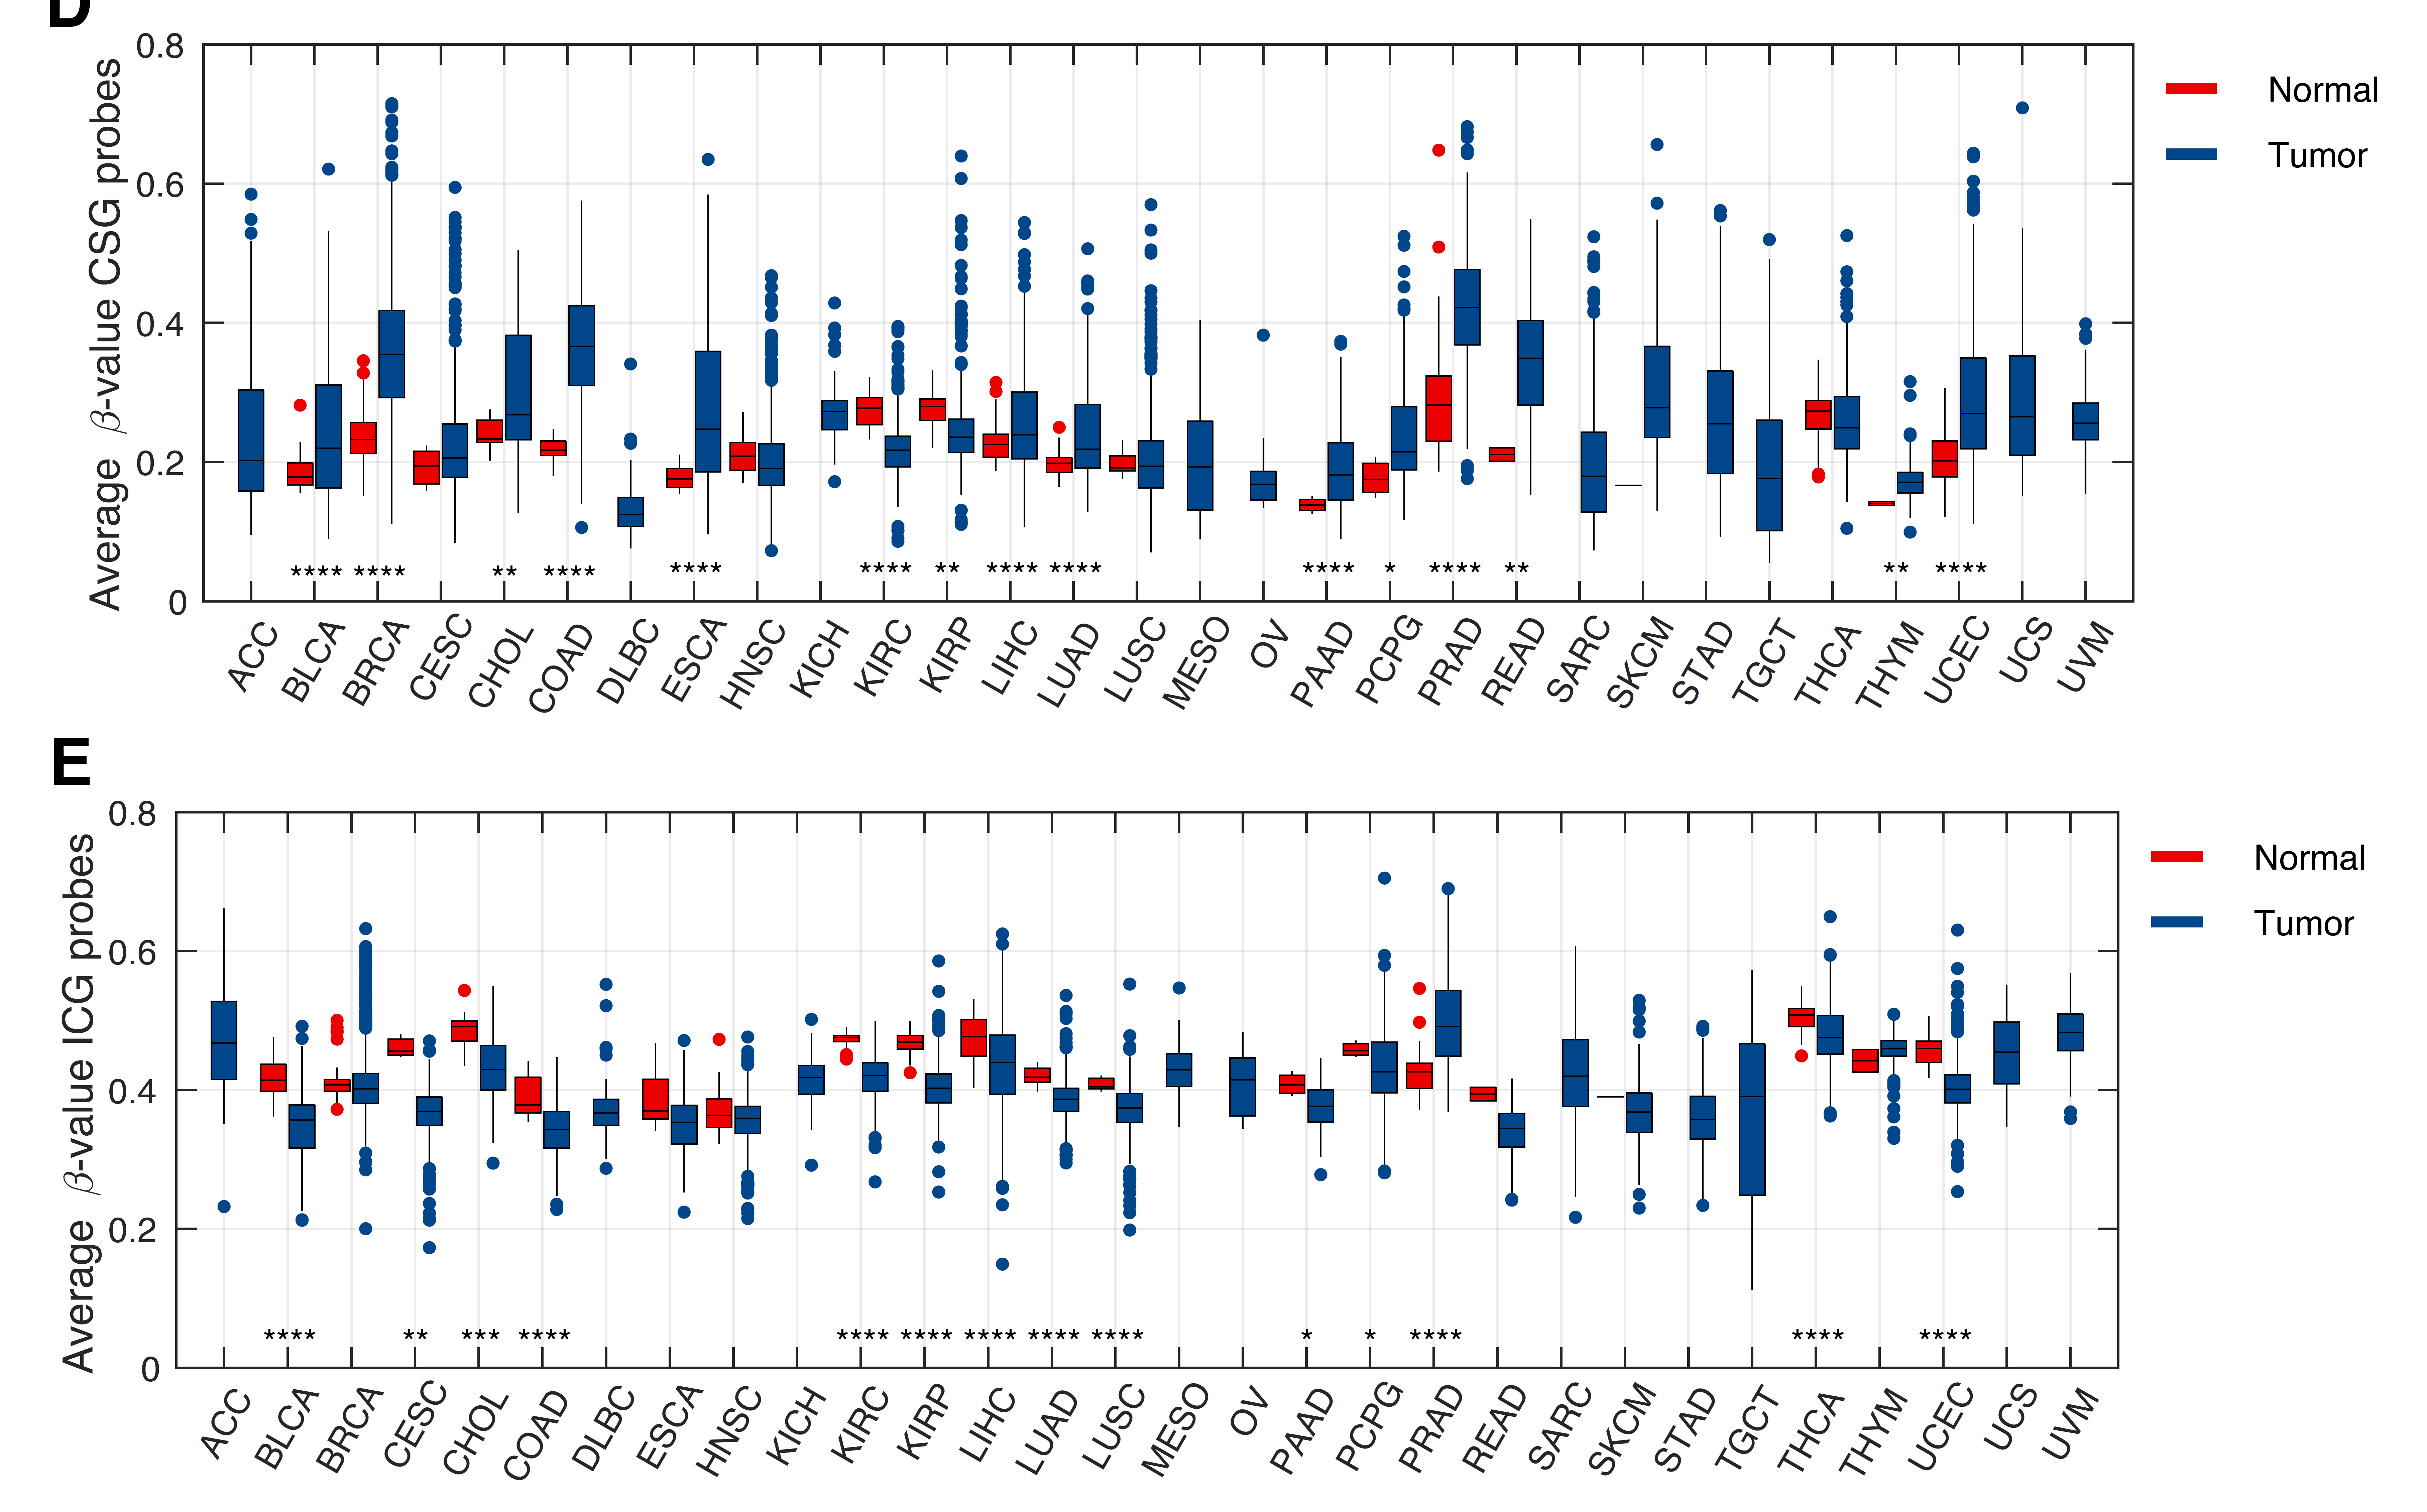 D
0.8
0.6
0.4
0.2
0
Average β-value CSG probes
Normal
Tumor
**** **** ** **** **** **** ** **** **** **** * **** ** ** ****
ACC BLCA BRCA CESC CHOL COAD DLBC ESCA HNSC KICH KIRC KIRP LIHC LUAD LUSC MESO OV PAAD PCPG PRAD READ SARC SKCM STAD TGCT THCA THYM UCEC UCS UVM
E
0.8
0.6
0.4
0.2
0
Average β-value ICG probes
Normal
Tumor
**** ** *** **** **** **** **** **** **** * * **** **** ****
ACC BLCA BRCA CESC CHOL COAD DLBC ESCA HNSC KICH KIRC KIRP LIHC LUAD LUSC MESO OV PAAD PCPG PRAD READ SARC SKCM STAD TGCT THCA THYM UCEC UCS UVM